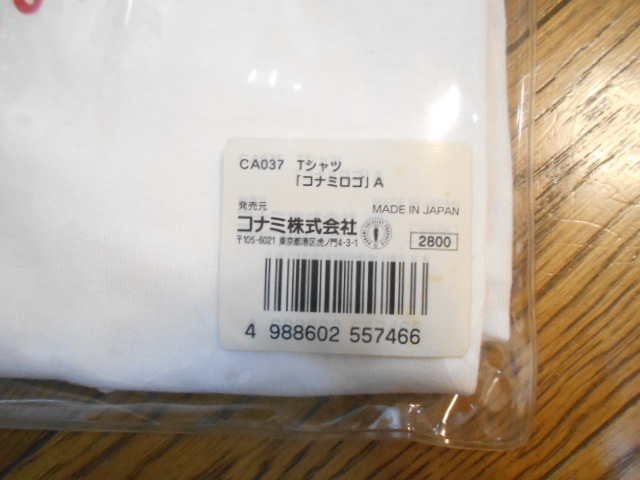 CA037 Tシャツ
「コナミロゴ」A
発売元
MADE IN JAPAN
コナミ株式会社
〒105-6021 東京都港区虎ノ門4-3-1
2800
4 988602 557466